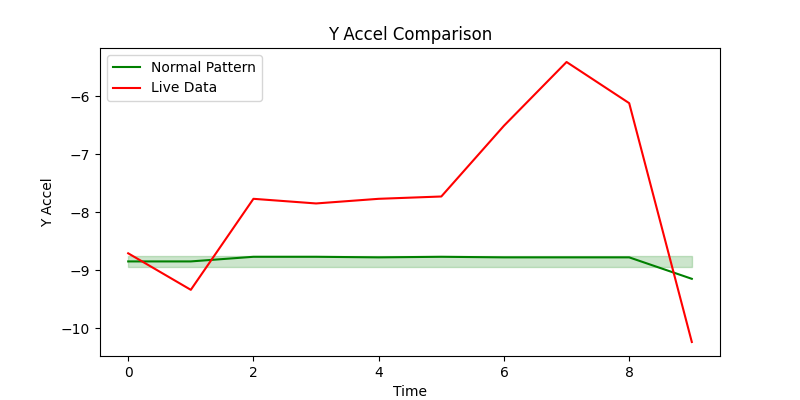 Y Accel Comparison
Normal Pattern
Live Data
Y Accel
−6
−7
−8
−9
−10
0 2 4 6 8
Time